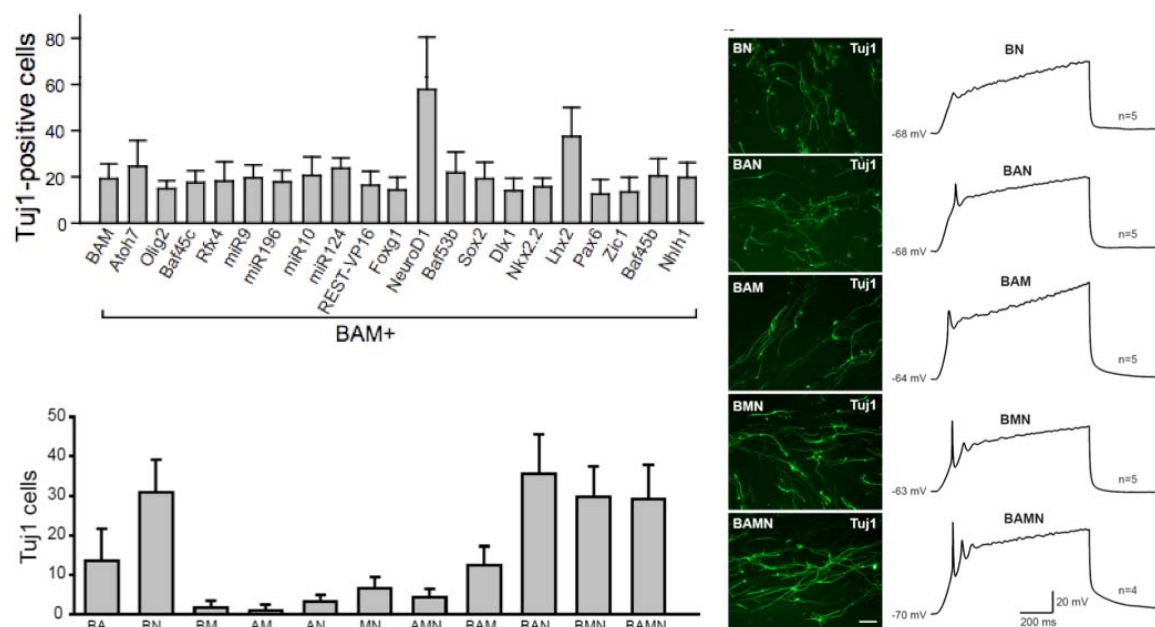 Tuj1-positive cells
80
60
40
20
0
BAM
Atoh7
Olig2
Baf45c
Rfx4
miR9
miR196
miR10
miR124
REST-VP16
Foxg1
NeuroD1
Baf53b
Sox2
Dlx1
Nkx2.2
Lhx2
Pax6
Zic1
Baf45b
Nhlh1
BAM+
Tuj1 cells
50
40
30
20
10
0
BA
BN
BM
AM
AN
MN
AMN
BAM
BAN
BMN
BAMN
BN Tuj1
BAN Tuj1
BAM Tuj1
BMN Tuj1
BAMN Tuj1
BN
-68 mV
n=5
BAN
-68 mV
n=5
BAM
-64 mV
n=5
BMN
-63 mV
n=5
BAMN
-70 mV
n=4
20 mV
200 ms